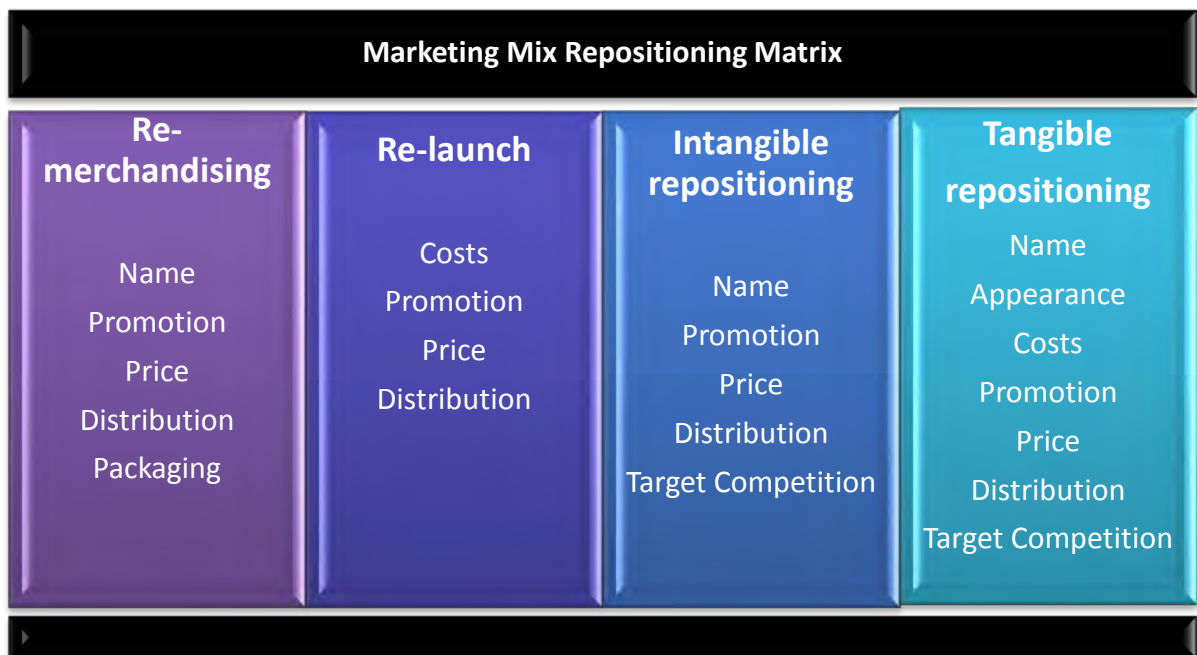 Marketing Mix Repositioning Matrix
Re-
merchandising
Name
Promotion
Price
Distribution
Packaging
Re-launch
Costs
Promotion
Price
Distribution
Intangible
repositioning
Name
Promotion
Price
Distribution
Target Competition
Tangible
repositioning
Name
Appearance
Costs
Promotion
Price
Distribution
Target Competition